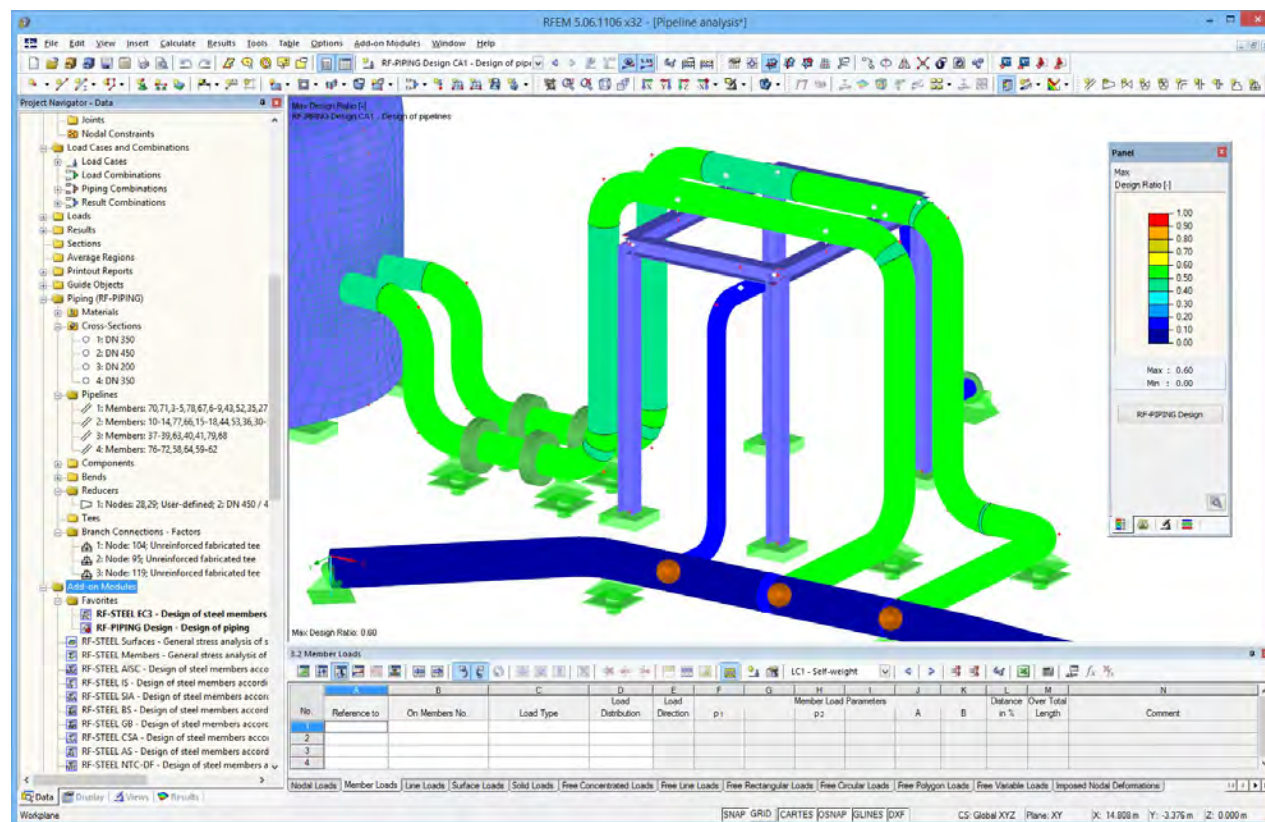 RFEM 5.06.1106 x32 - [Pipeline analysis*]
File Edit View Insert Calculate Results Tools Table Options Add-on Modules Window Help
RF-PIPING Design CA1 - Design of pipe
Project Navigator - Data
Joints
Nodal Constraints
Load Cases and Combinations
Load Cases
Load Combinations
Piping Combinations
Result Combinations
Loads
Results
Sections
Average Regions
Printout Reports
Guide Objects
Piping (RF-PIPING)
Materials
Cross-Sections
1: DN 350
2: DN 450
3: DN 200
4: DN 350
Pipelines
1: Members: 70,71,3-5,78,67,6-9,43,52,35,27
2: Members: 10-14,77,66,15-18,44,53,36,30-
3: Members: 37-39,63,40,41,79,68
4: Members: 76-72,58,64,59-62
Components
Bends
Reducers
1: Nodes: 28,29; User-defined; 2: DN 450 / 4
Tees
Branch Connections - Factors
1: Node: 104; Unreinforced fabricated tee
2: Node: 95; Unreinforced fabricated tee
3: Node: 119; Unreinforced fabricated tee
Add-on Modules
Favorites
RF-STEEL EC3 - Design of steel members
RF-PIPING Design - Design of piping
RF-STEEL Surfaces - General stress analysis of s
RF-STEEL Members - General stress analysis of
RF-STEEL AISC - Design of steel members acco
RF-STEEL IS - Design of steel members accordi
RF-STEEL SIA - Design of steel members accor
RF-STEEL BS - Design of steel members accorc
RF-STEEL GB - Design of steel members accorc
RF-STEEL CSA - Design of steel members accor
RF-STEEL AS - Design of steel members accord
RF-STEEL NTC-DF - Design of steel members a
Data Display Views Results
Workplane
Max Design Ratio [-]
RF-PIPING Design CA1 - Design of pipelines
Max Design Ratio: 0.60
Panel
Max
Design Ratio [-]
1.00
0.90
0.80
0.70
0.60
0.50
0.40
0.30
0.20
0.10
0.00
Max : 0.60
Min : 0.00
RF-PIPING Design
3.2 Member Loads
LC1 - Self-weight
A B C D E F G H I J K L M N
Load Load Member Load Parameters Distance Over Total
No. Reference to On Members No. Load Type Distribution Direction p1 p2 A B in % Length Comment
1
2
3
4
Nodal Loads Member Loads Line Loads Surface Loads Solid Loads Free Concentrated Loads Free Line Loads Free Rectangular Loads Free Circular Loads Free Polygon Loads Free Variable Loads Imposed Nodal Deformations
SNAP GRID CARTES OSNAP GLINES DXF CS: Global XYZ Plane: XY X: 14.808 m Y: -3.376 m Z: 0.000 m